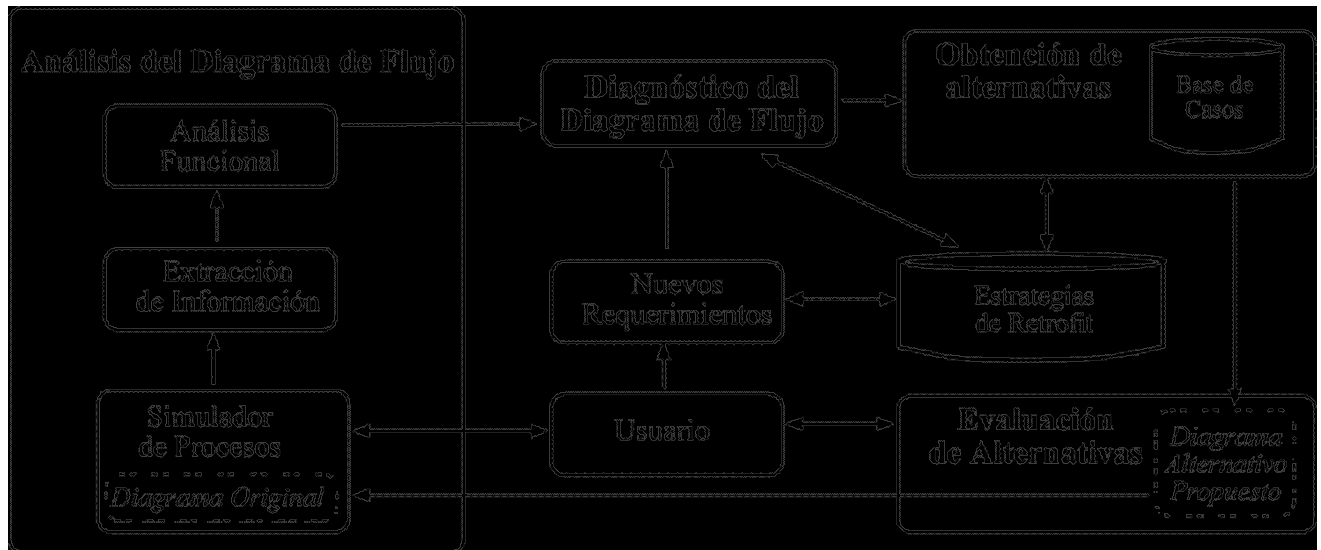 Análisis del Diagrama de Flujo
Análisis
Funcional
Extracción
de Información
Simulador
de Procesos
Diagrama Original
Diagnóstico del
Diagrama de Flujo
Nuevos
Requerimientos
Usuario
Obtención de
alternativas
Base de
Casos
Estrategías
de Retrofit
Evaluación
de Alternativas
Diagrama
Alternativo
Propuesto